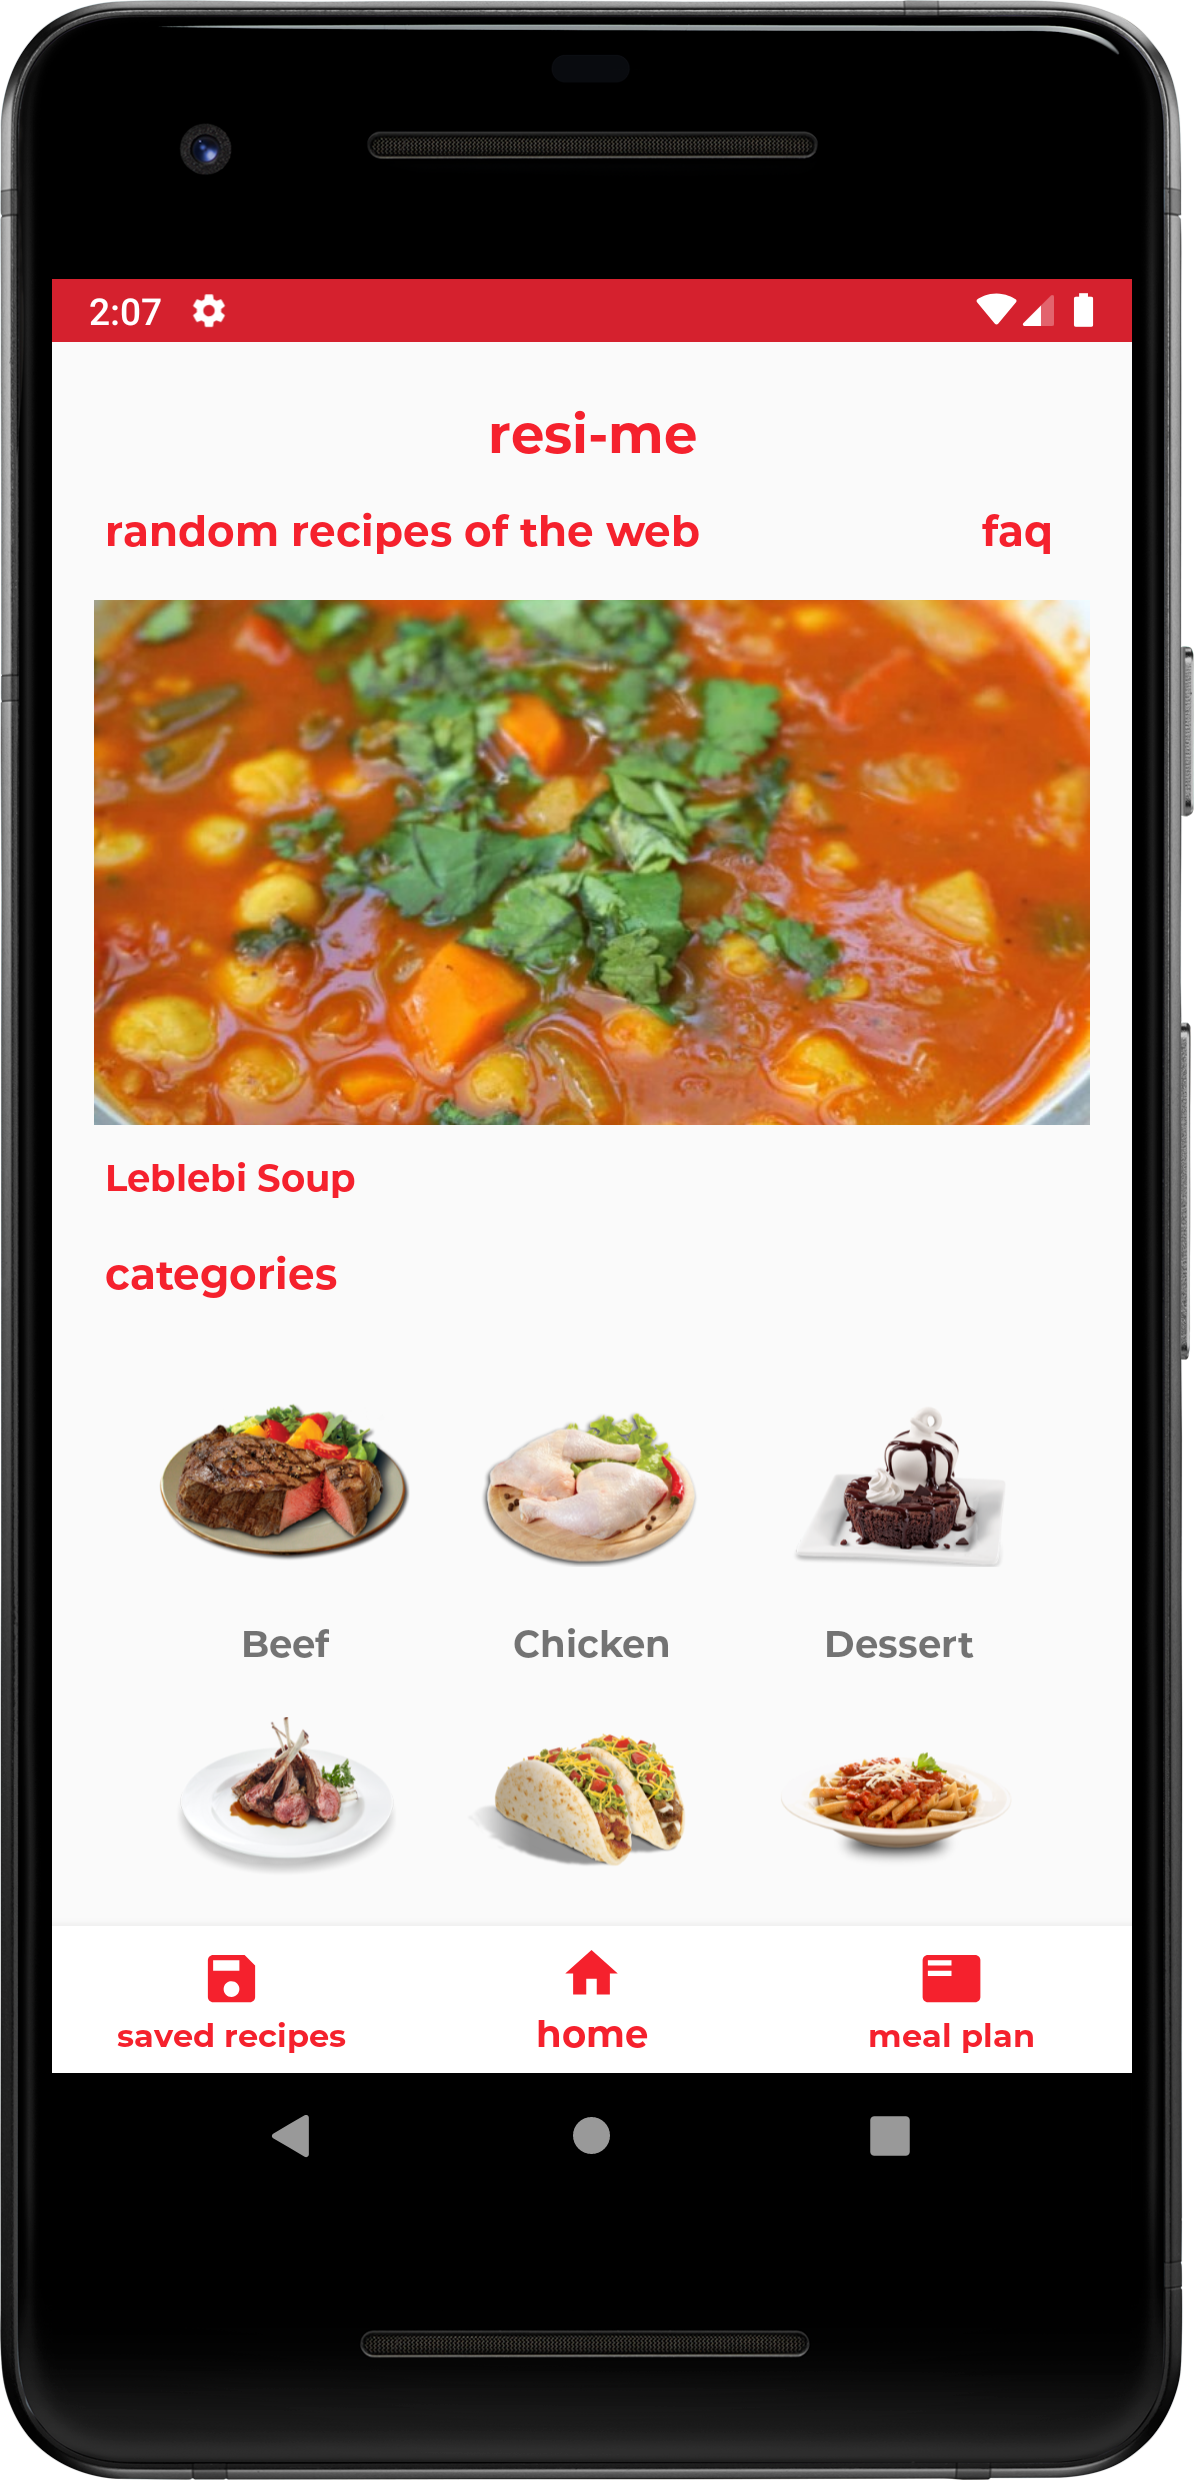 2:07
resi-me
random recipes of the web faq
Leblebi Soup
categories
Beef Chicken Dessert
saved recipes home meal plan